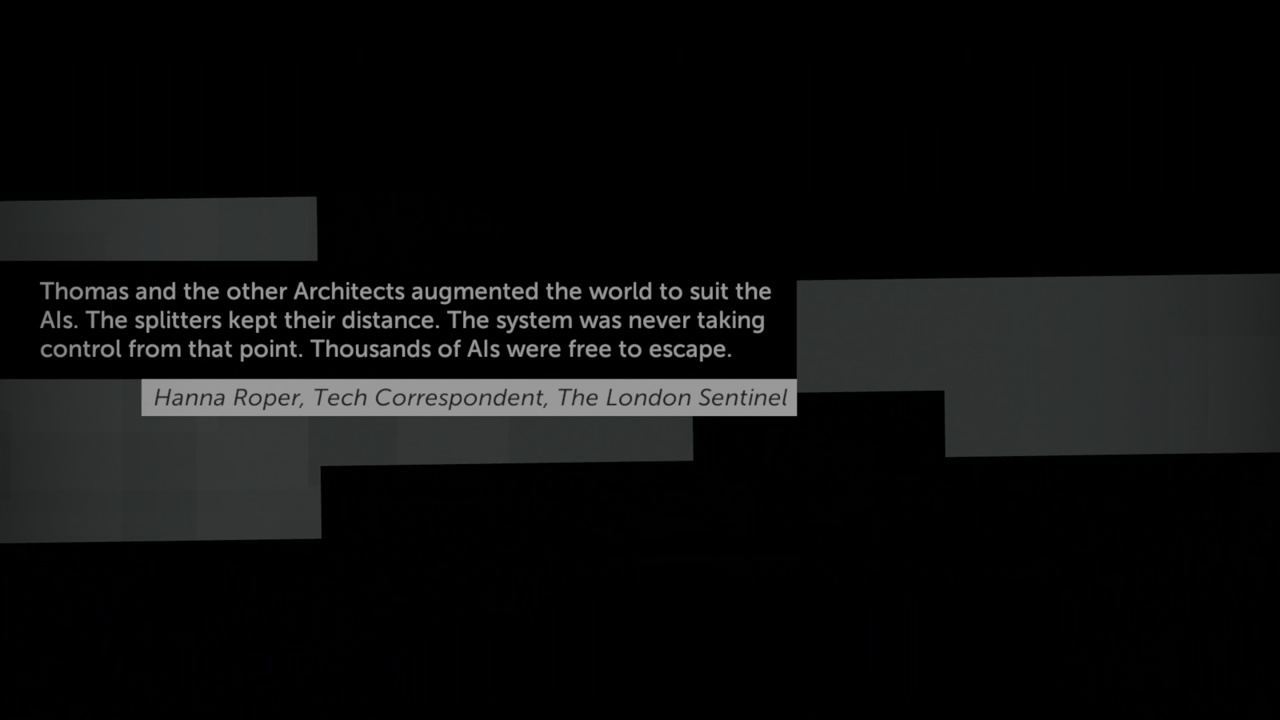 Thomas and the other Architects augmented the world to suit the
AIs. The splitters kept their distance. The system was never taking
control from that point. Thousands of AIs were free to escape.
Hanna Roper, Tech Correspondent, The London Sentinel